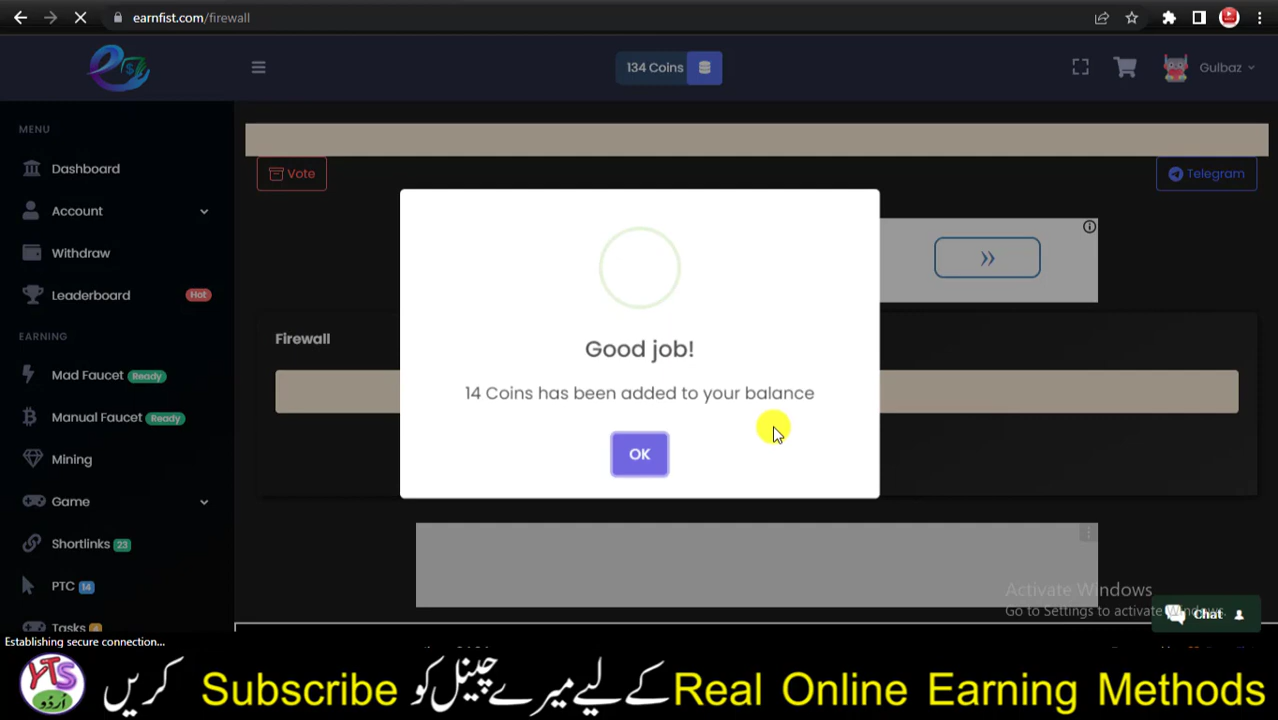 earnfist.com/firewall
134 Coins
Gulbaz
MENU
Dashboard
Account
Withdraw
Leaderboard Hot
EARNING
Mad Faucet Ready
Manual Faucet Ready
Mining
Game
Shortlinks 23
PTC 14
Tasks 4
Vote
Telegram
Firewall
Good job!
14 Coins has been added to your balance
OK
Activate Windows
Go to Settings to activate Windows.
Chat
Establishing secure connection...
YTS
اردو
Real Online Earning Methods کے لیے میرے چینل کو Subscribe کریں